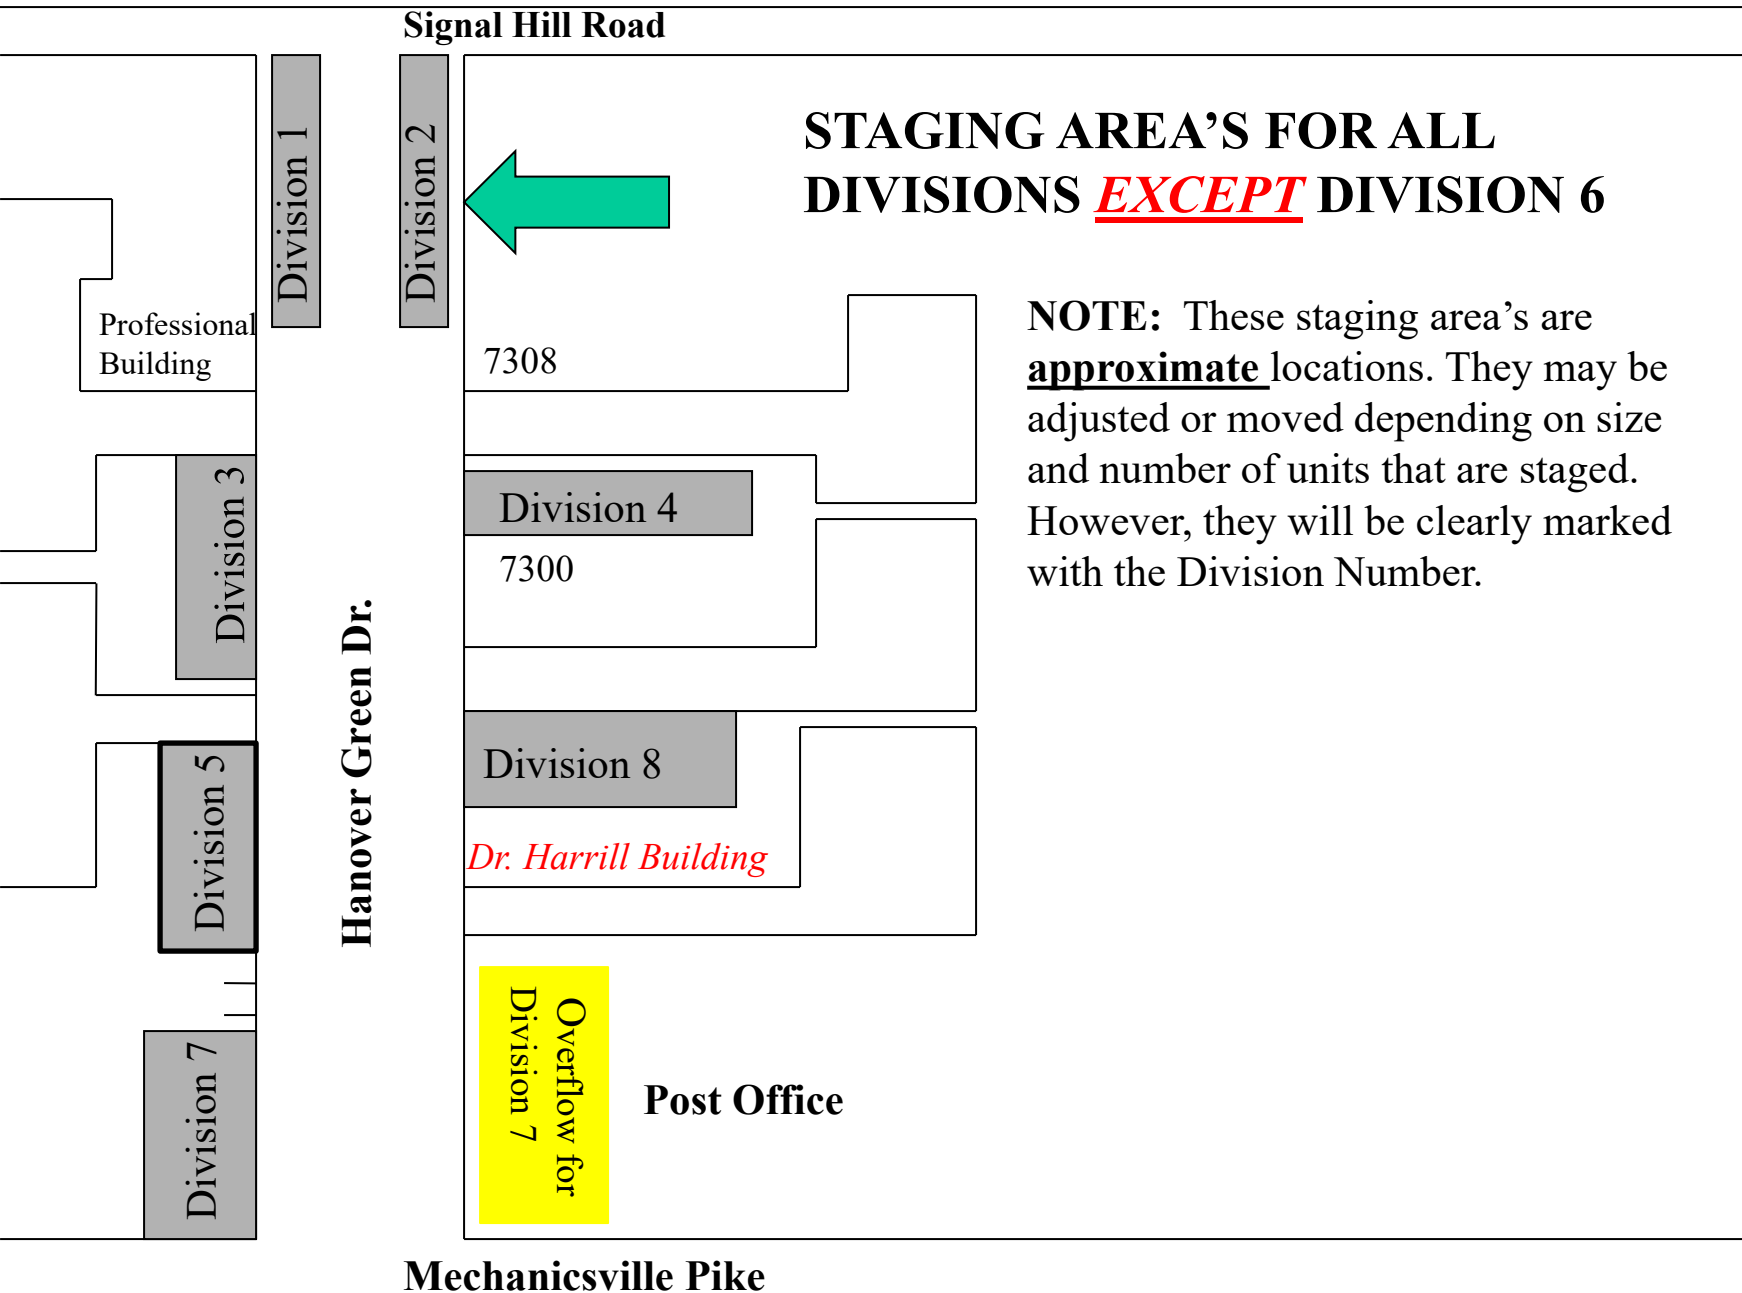 Signal Hill Road
Division 1
Division 2
STAGING AREA’S FOR ALL
DIVISIONS EXCEPT DIVISION 6
Professional
Building
7308
NOTE:  These staging area’s are
approximate locations. They may be
adjusted or moved depending on size
and number of units that are staged.
However, they will be clearly marked
with the Division Number.
Division 3
Division 4
7300
Hanover Green Dr.
Division 5
Division 8
Dr. Harrill Building
Division 7
Overflow for
Division 7
Post Office
Mechanicsville Pike